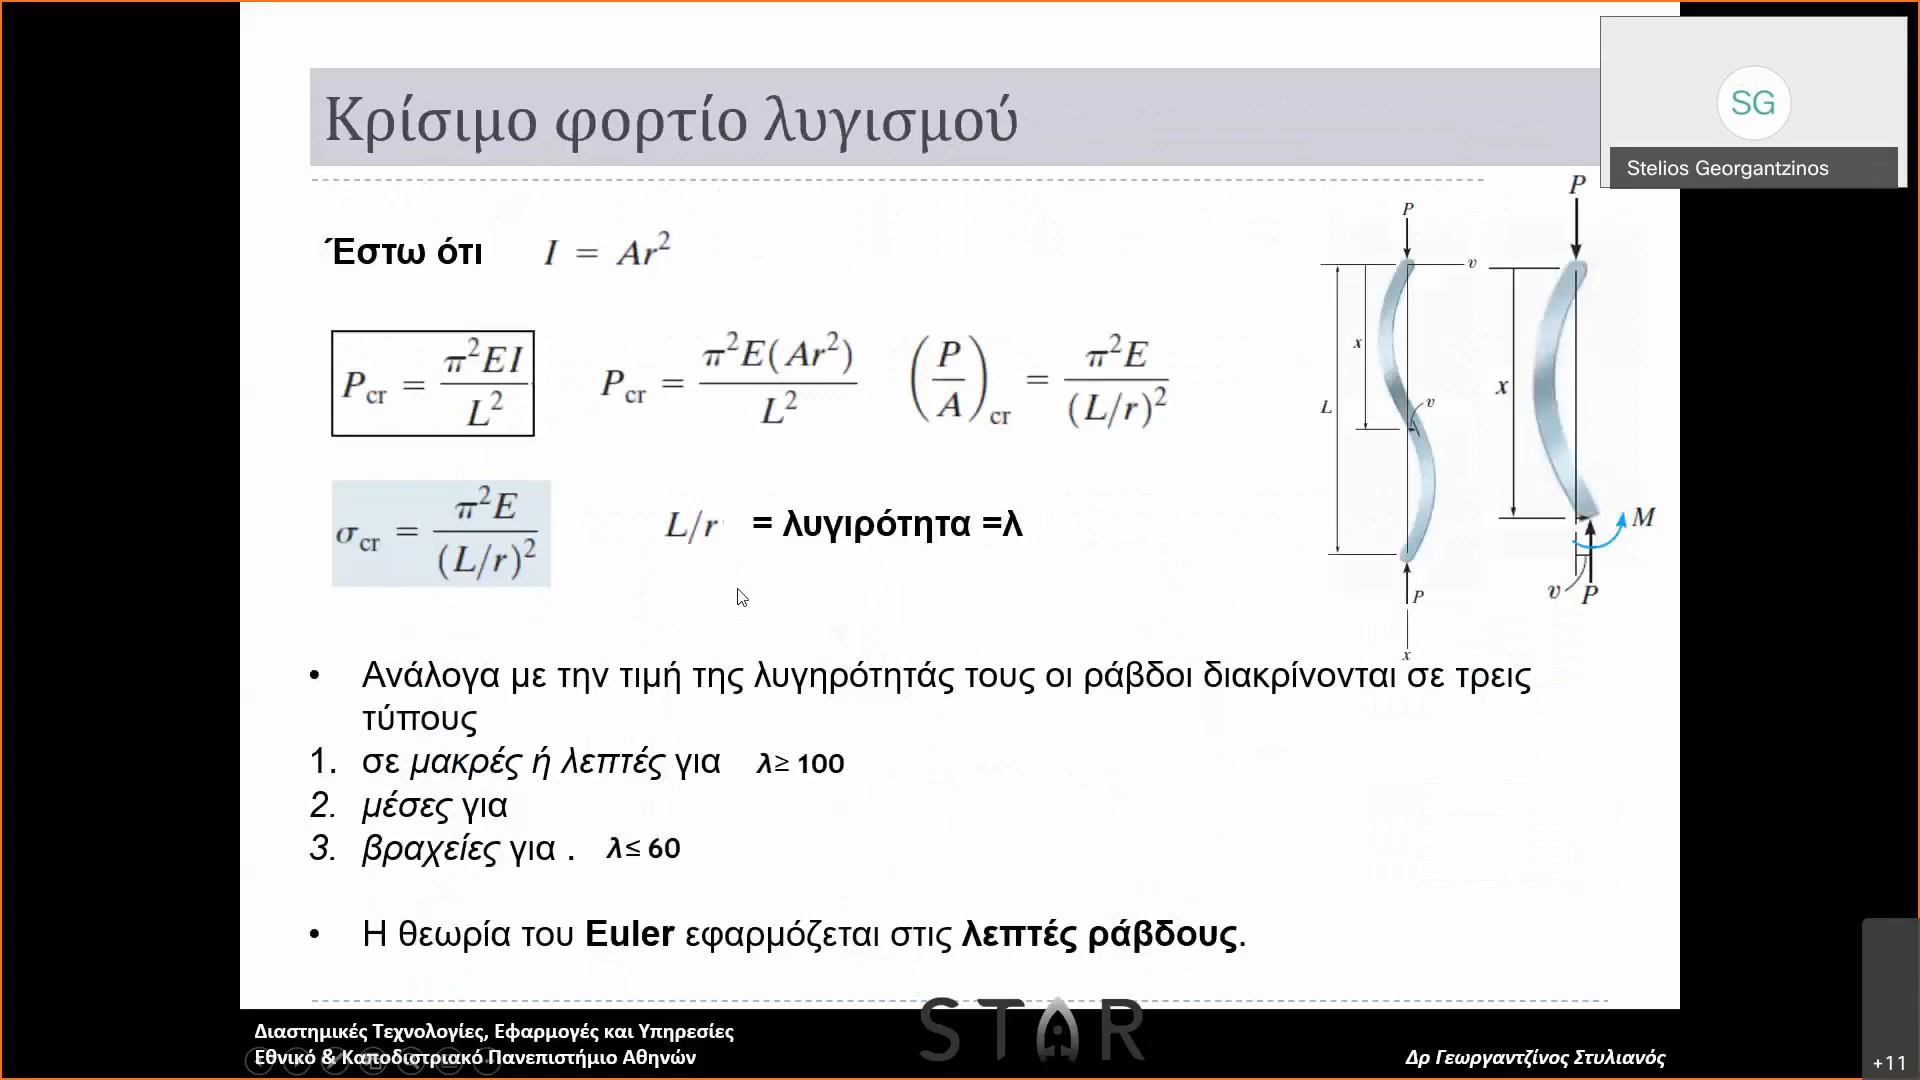 Κρίσιμο φορτίο λυγισμού
SG
Stelios Georgantzinos
Έστω ότι I = Ar²
P_cr = π²EI / L² P_cr = π²E(Ar²) / L² (P/A)_cr = π²E / (L/r)²
σ_cr = π²E / (L/r)² L/r = λυγιρότητα =λ
P
v
x
L
v
P
x
P
x
M
v
P
• Ανάλογα με την τιμή της λυγηρότητάς τους οι ράβδοι διακρίνονται σε τρεις
τύπους
1. σε μακρές ή λεπτές για λ≥ 100
2. μέσες για
3. βραχείες για . λ≤ 60
• Η θεωρία του Euler εφαρμόζεται στις λεπτές ράβδους.
Διαστημικές Τεχνολογίες, Εφαρμογές και Υπηρεσίες
Εθνικό & Καποδιστριακό Πανεπιστήμιο Αθηνών
STAR
Δρ Γεωργαντζίνος Στυλιανός
+11